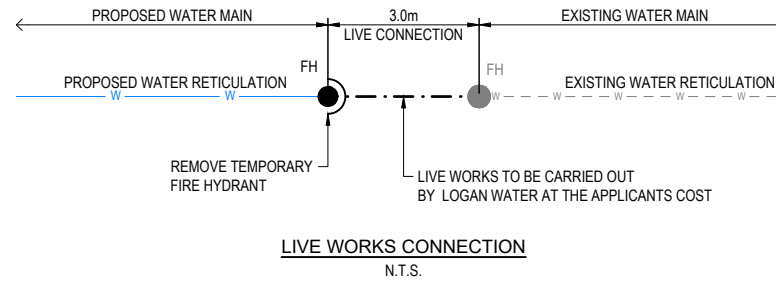 PROPOSED WATER MAIN
3.0m
EXISTING WATER MAIN
LIVE CONNECTION
FH
FH
PROPOSED WATER RETICULATION
EXISTING WATER RETICULATION
W W
W W W W W
REMOVE TEMPORARY
FIRE HYDRANT
LIVE WORKS TO BE CARRIED OUT
BY LOGAN WATER AT THE APPLICANTS COST
LIVE WORKS CONNECTION
N.T.S.